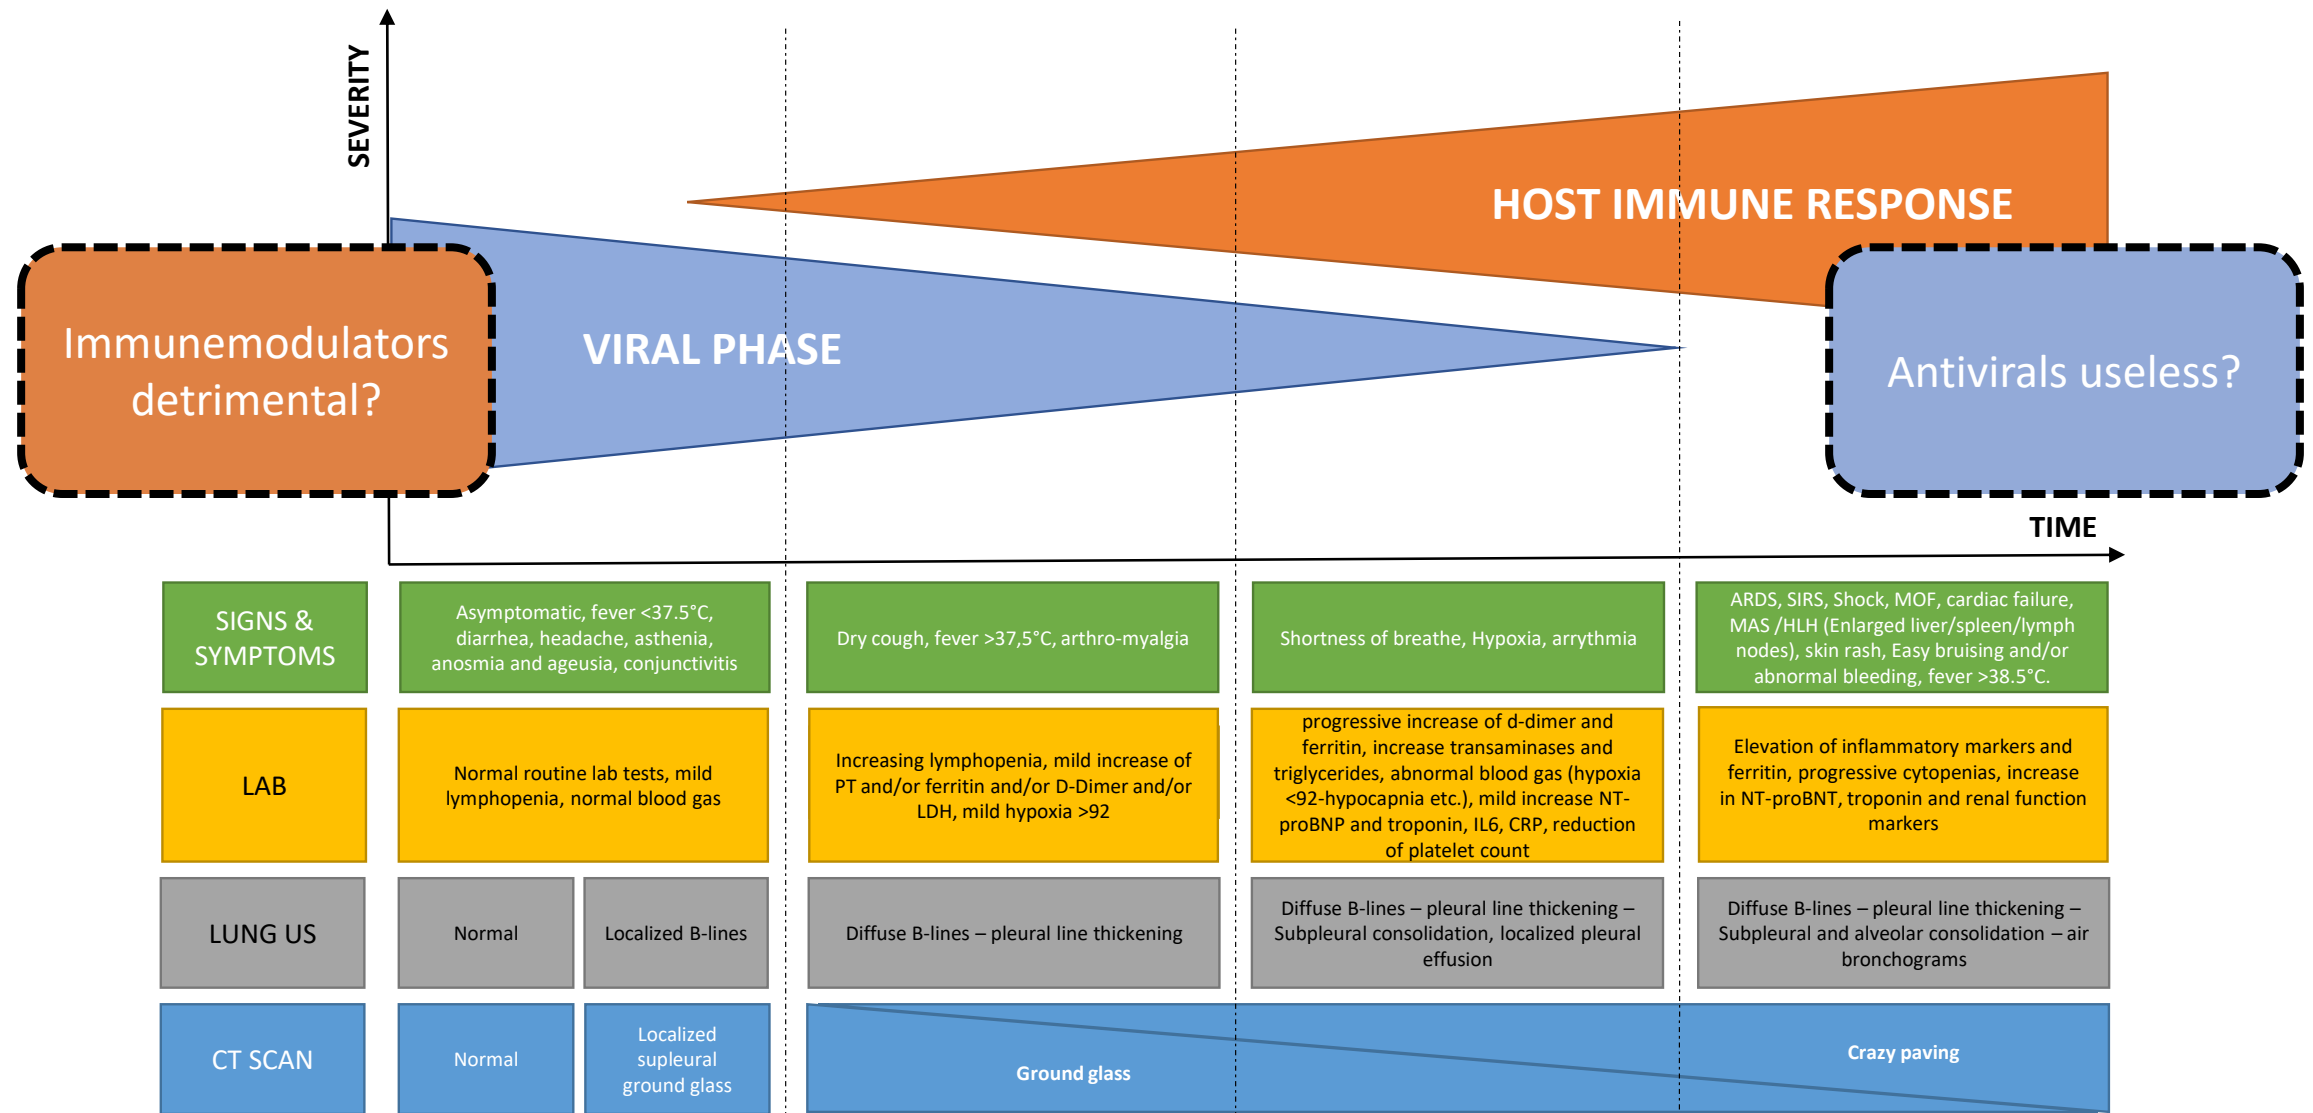 SEVERITY
HOST IMMUNE RESPONSE
Immunemodulators
detrimental?
VIRAL PHASE
Antivirals useless?
TIME
SIGNS &
SYMPTOMS
Asymptomatic, fever <37.5°C,
diarrhea, headache, asthenia,
anosmia and ageusia, conjunctivitis
Dry cough, fever >37,5°C, arthro-myalgia
Shortness of breathe, Hypoxia, arrythmia
ARDS, SIRS, Shock, MOF, cardiac failure,
MAS /HLH (Enlarged liver/spleen/lymph
nodes), skin rash, Easy bruising and/or
abnormal bleeding, fever >38.5°C.
LAB
Normal routine lab tests, mild
lymphopenia, normal blood gas
Increasing lymphopenia, mild increase of
PT and/or ferritin and/or D-Dimer and/or
LDH, mild hypoxia >92
progressive increase of d-dimer and
ferritin, increase transaminases and
triglycerides, abnormal blood gas (hypoxia
<92-hypocapnia etc.), mild increase NT-
proBNP and troponin, IL6, CRP, reduction
of platelet count
Elevation of inflammatory markers and
ferritin, progressive cytopenias, increase
in NT-proBNT, troponin and renal function
markers
LUNG US
Normal
Localized B-lines
Diffuse B-lines – pleural line thickening
Diffuse B-lines – pleural line thickening –
Subpleural consolidation, localized pleural
effusion
Diffuse B-lines – pleural line thickening –
Subpleural and alveolar consolidation – air
bronchograms
CT SCAN
Normal
Localized
supleural
ground glass
Ground glass
Crazy paving